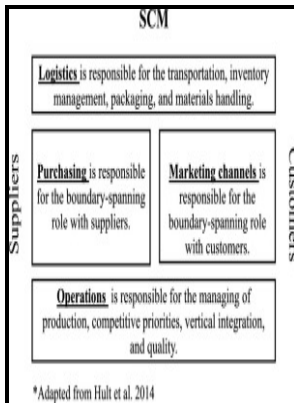 SCM
Logistics is responsible for the transportation, inventory
management, packaging, and materials handling.
Suppliers
Purchasing is responsible
for the boundary-spanning
role with suppliers.
Marketing channels is
responsible for the
boundary-spanning role
with customers.
Customers
Operations is responsible for the managing of
production, competitive priorities, vertical integration,
and quality.
*Adapted from Hult et al. 2014